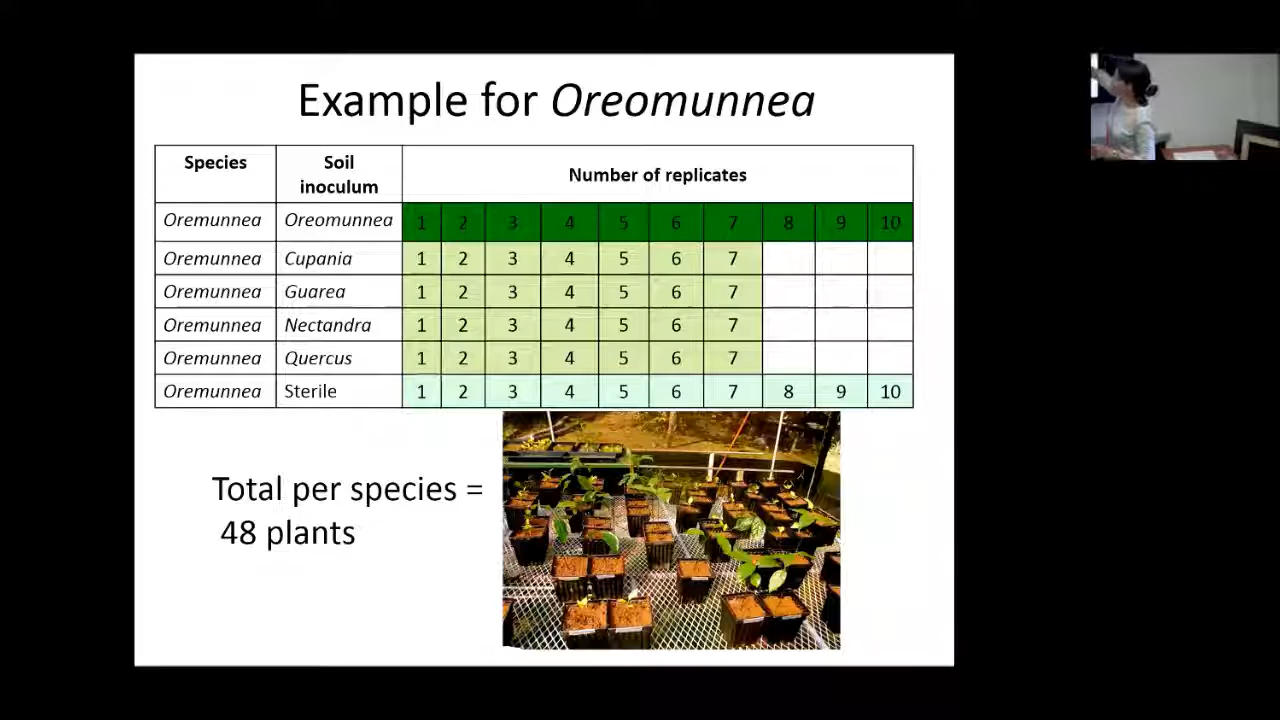 Example for Oreomunnea
Species Soil inoculum Number of replicates
Oremunnea Oreomunnea 1 2 3 4 5 6 7 8 9 10
Oremunnea Cupania 1 2 3 4 5 6 7
Oremunnea Guarea 1 2 3 4 5 6 7
Oremunnea Nectandra 1 2 3 4 5 6 7
Oremunnea Quercus 1 2 3 4 5 6 7
Oremunnea Sterile 1 2 3 4 5 6 7 8 9 10
Total per species =
48 plants